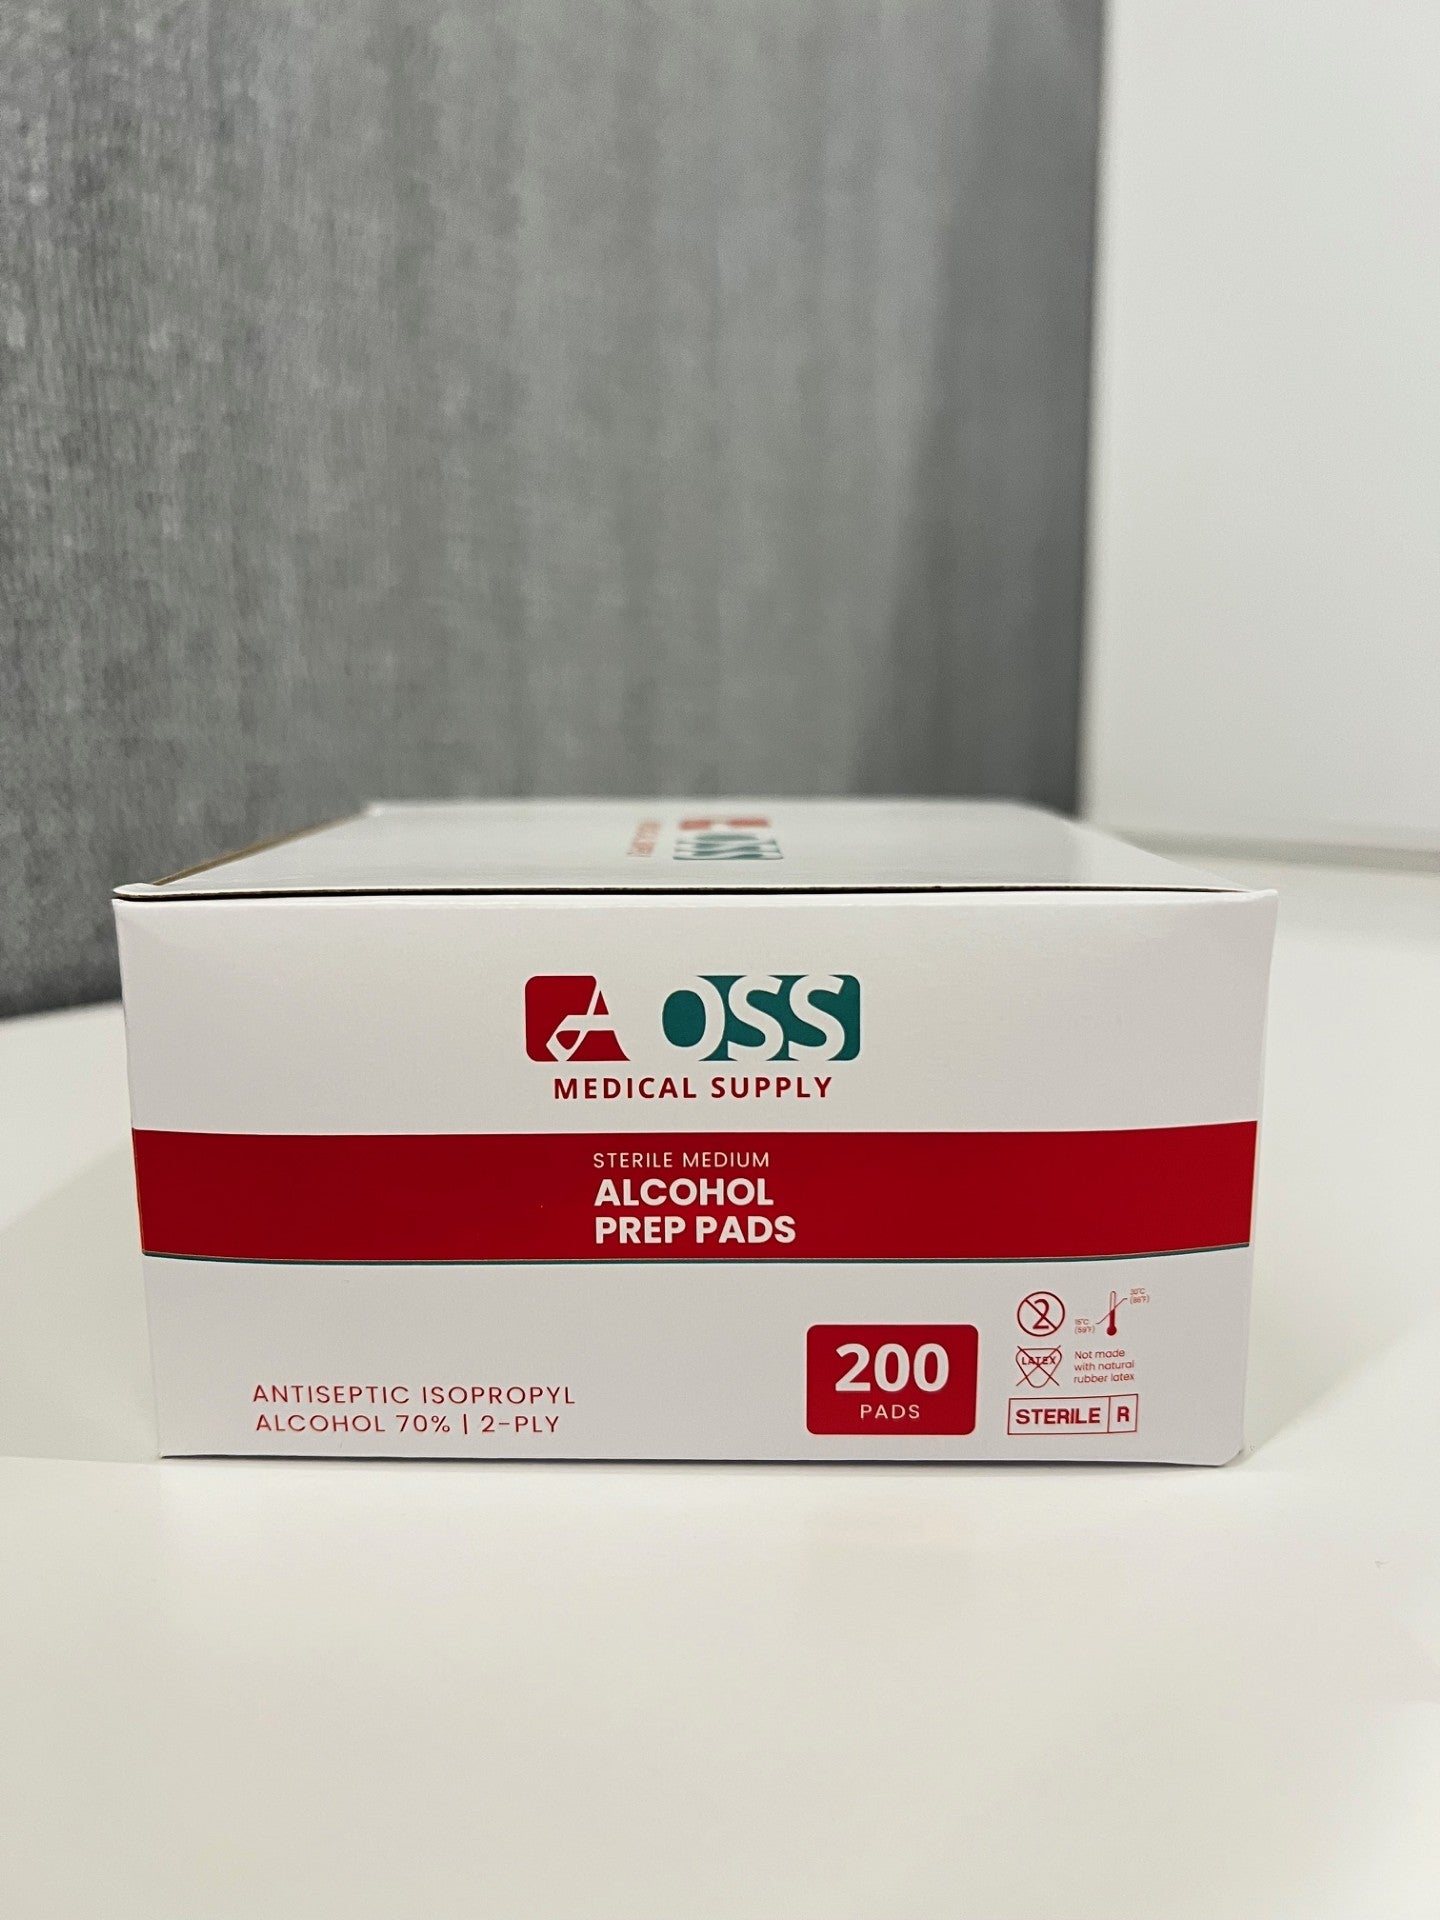 A OSS
MEDICAL SUPPLY
STERILE MEDIUM
ALCOHOL
PREP PADS
ANTISEPTIC ISOPROPYL
ALCOHOL 70% | 2-PLY
200
PADS
2
30°C
(86°F)
15°C
(59°F)
LATEX
Not made
with natural
rubber latex
STERILE R